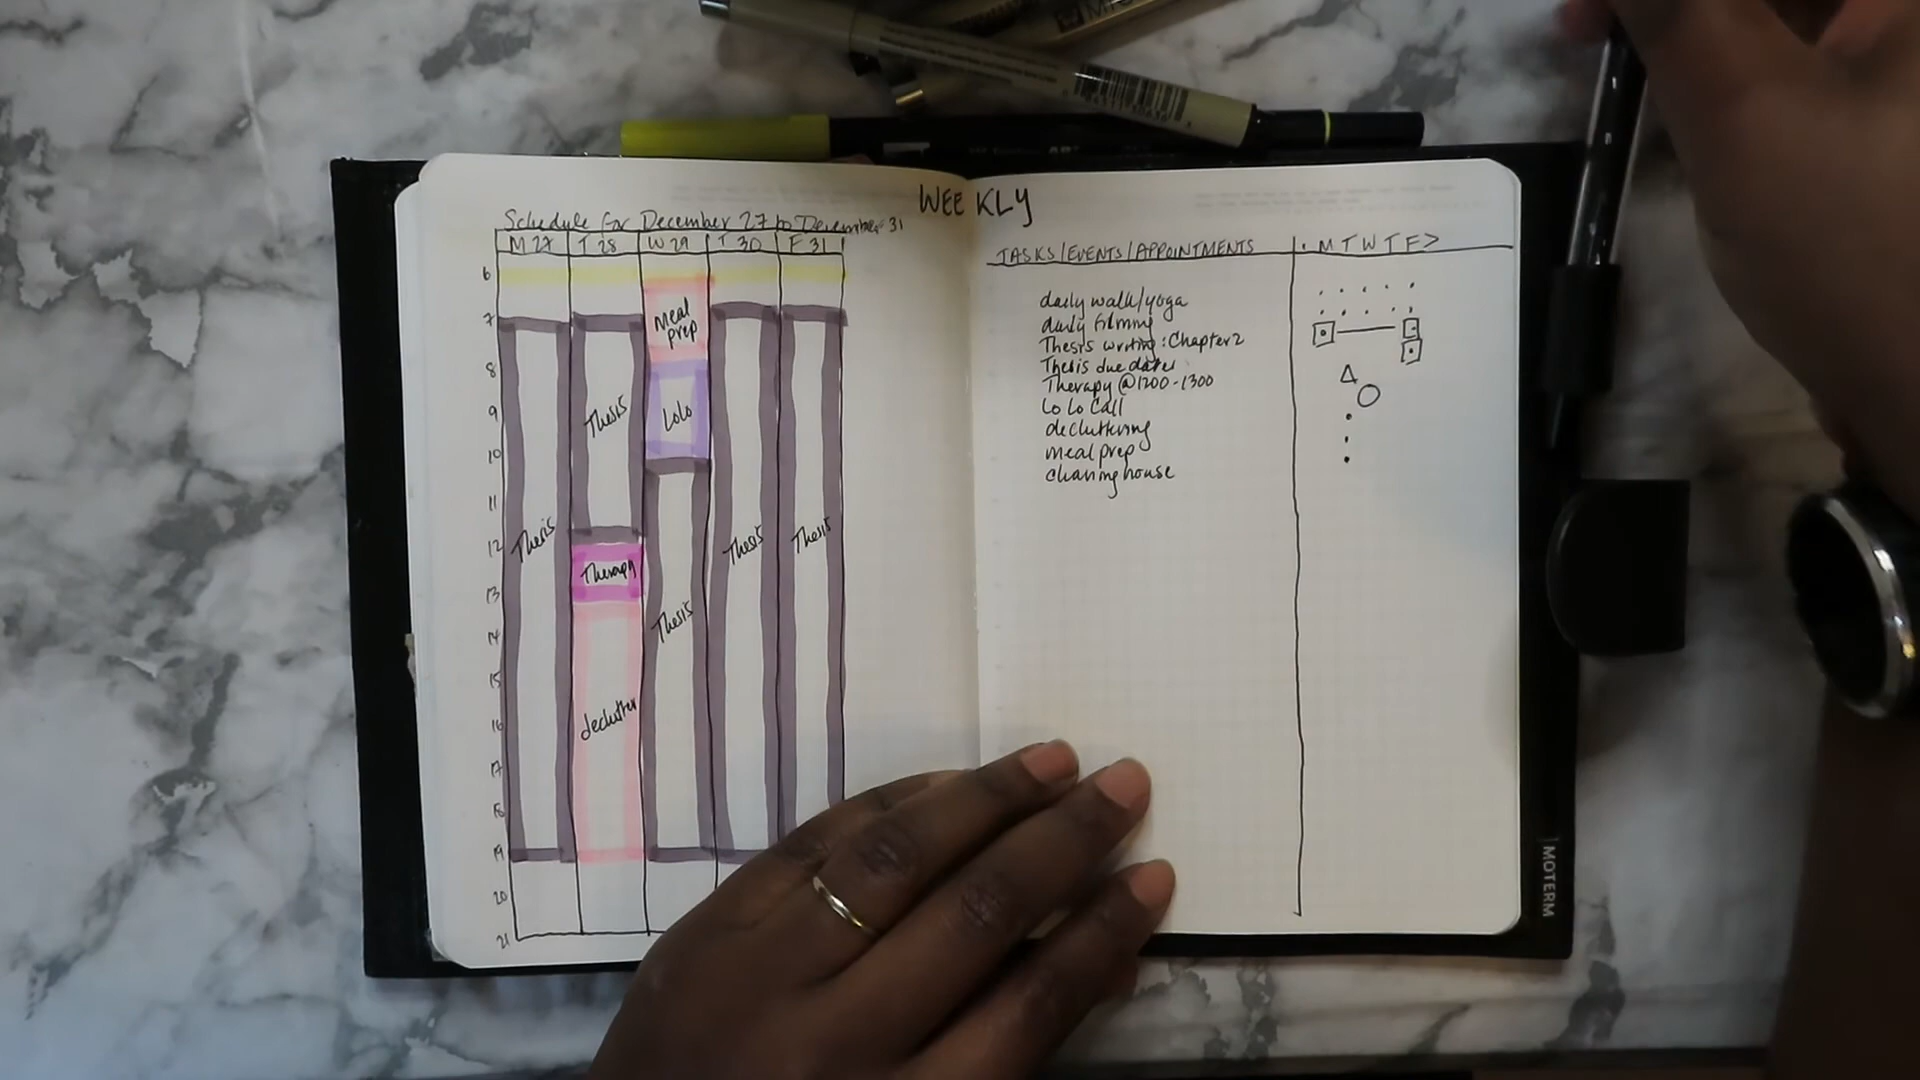 WEEKLY
Schedule for December 27 to December 31
M 27 T 28 W 29 T 30 F 31
6
7
8
9
10
11
12
13
14
15
16
17
18
19
20
21
Thesis
Thesis
Therapy
declutter
Meal
prep
LoLo
Thesis
Thesis
Thesis
TASKS/EVENTS/APPOINTMENTS . M T W T F >
daily walk/yoga
daily filming
Thesis writing: Chapter 2
Thesis due date
Therapy @ 1200-1300
Lo Lo Call
decluttering
meal prep
cleaning house
MOTERM